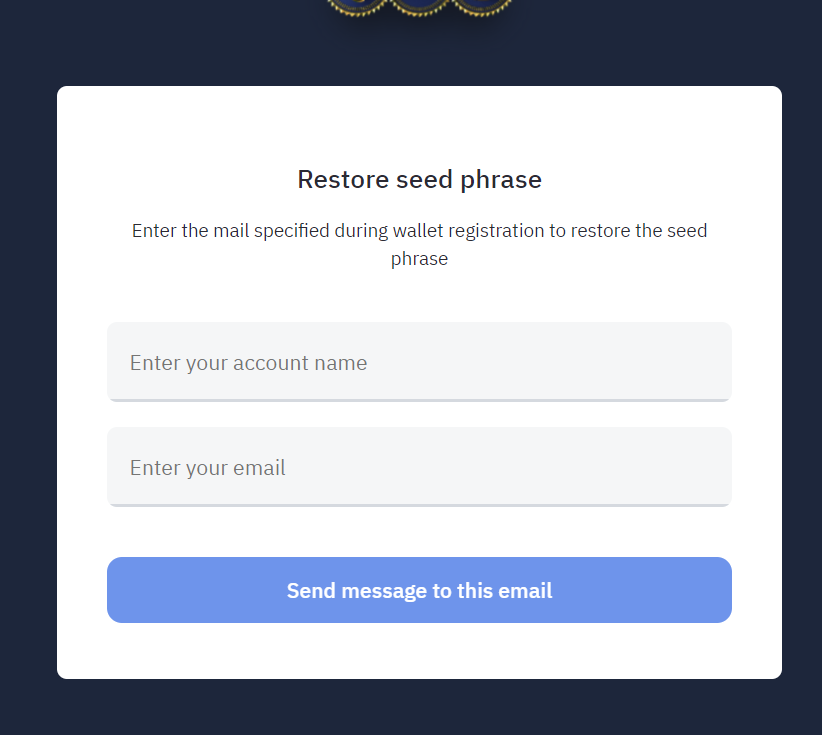 Restore seed phrase
Enter the mail specified during wallet registration to restore the seed
phrase
Enter your account name
Enter your email
Send message to this email